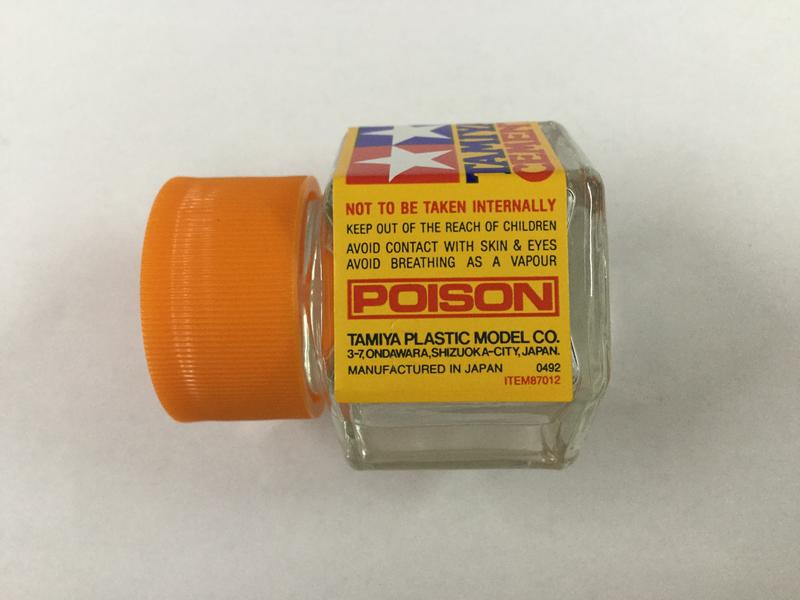 TAMIYA
CEMENT
NOT TO BE TAKEN INTERNALLY
KEEP OUT OF THE REACH OF CHILDREN
AVOID CONTACT WITH SKIN & EYES
AVOID BREATHING AS A VAPOUR
POISON
TAMIYA PLASTIC MODEL CO.
3-7, ONDAWARA, SHIZUOKA-CITY, JAPAN.
MANUFACTURED IN JAPAN 0492
ITEM87012